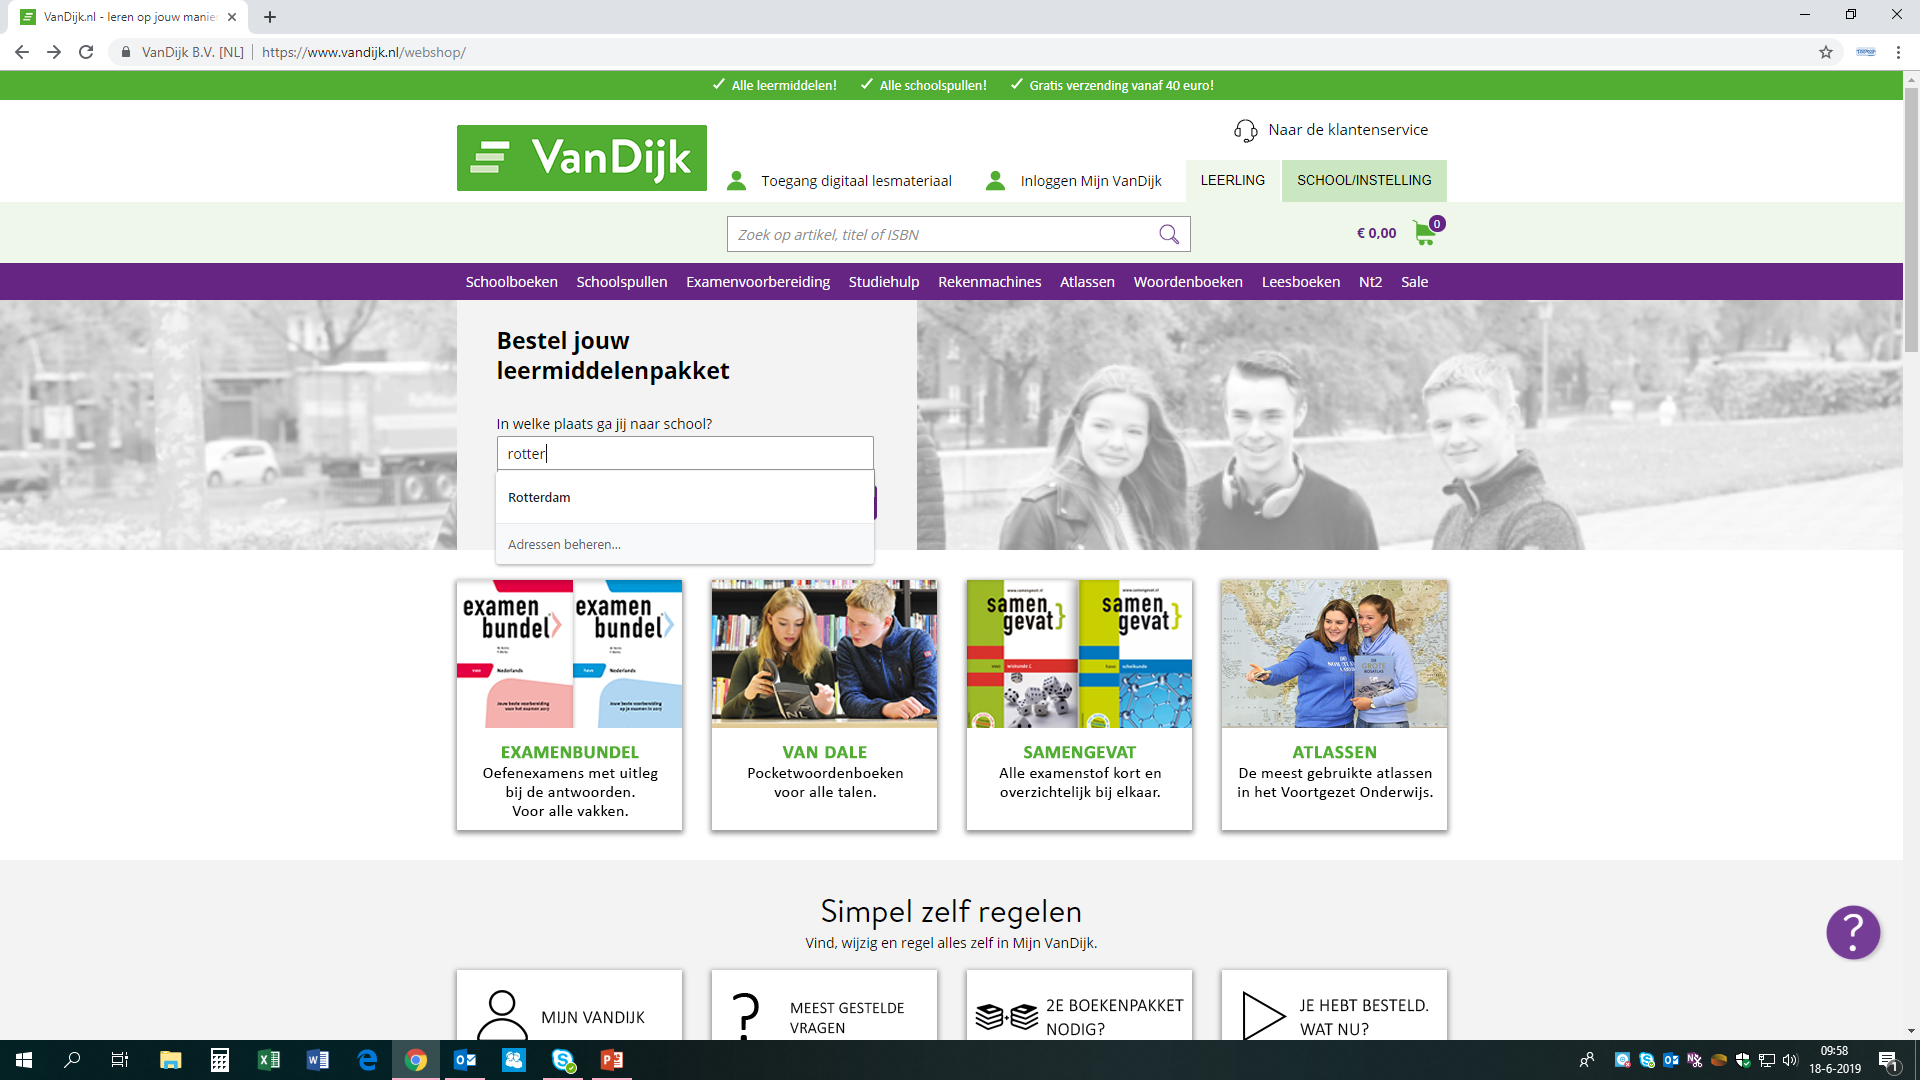 VanDijk.nl - leren op jouw manie
VanDijk B.V. [NL] | https://www.vandijk.nl/webshop/
Alle leermiddelen! Alle schoolspullen! Gratis verzending vanaf 40 euro!
Naar de klantenservice
VanDijk
Toegang digitaal lesmateriaal Inloggen Mijn VanDijk LEERLING SCHOOL/INSTELLING
Zoek op artikel, titel of ISBN
€ 0,00 0
Schoolboeken Schoolspullen Examenvoorbereiding Studiehulp Rekenmachines Atlassen Woordenboeken Leesboeken Nt2 Sale
Bestel jouw
leermiddelenpakket
In welke plaats ga jij naar school?
rotter
Rotterdam
Adressen beheren...
examen
bundel
Nederlands
examen
bundel
Nederlands
samen
gevat}
samen
gevat}
EXAMENBUNDEL
Oefenexamens met uitleg
bij de antwoorden.
Voor alle vakken.
VAN DALE
Pocketwoordenboeken
voor alle talen.
SAMENGEVAT
Alle examenstof kort en
overzichtelijk bij elkaar.
ATLASSEN
De meest gebruikte atlassen
in het Voortgezet Onderwijs.
Simpel zelf regelen
Vind, wijzig en regel alles zelf in Mijn VanDijk.
?
MIJN VANDIJK
?
MEEST GESTELDE
VRAGEN
2E BOEKENPAKKET
NODIG?
JE HEBT BESTELD.
WAT NU?
09:58
18-6-2019
1